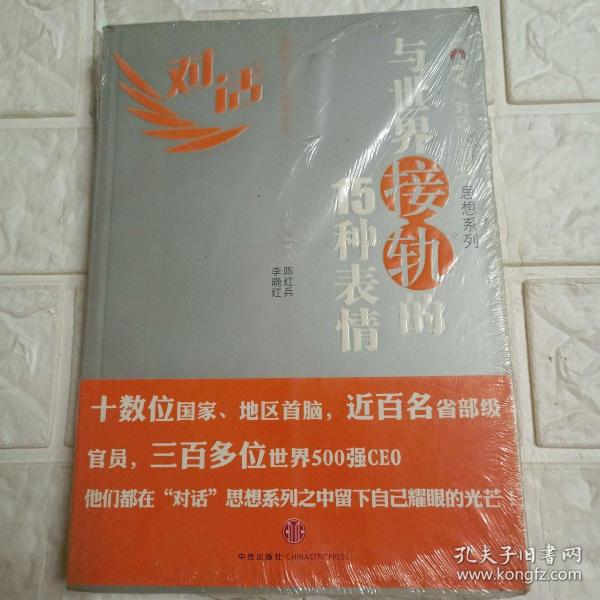 对话
与世界接轨的
15种表情
思想系列
陈红兵
李晓红
十数位国家、地区首脑，近百名省部级
官员，三百多位世界500强CEO
他们都在“对话”思想系列之中留下自己耀眼的光芒
中信出版社·CHINACITICPRESS
孔夫子旧书网
www.kongfz.com